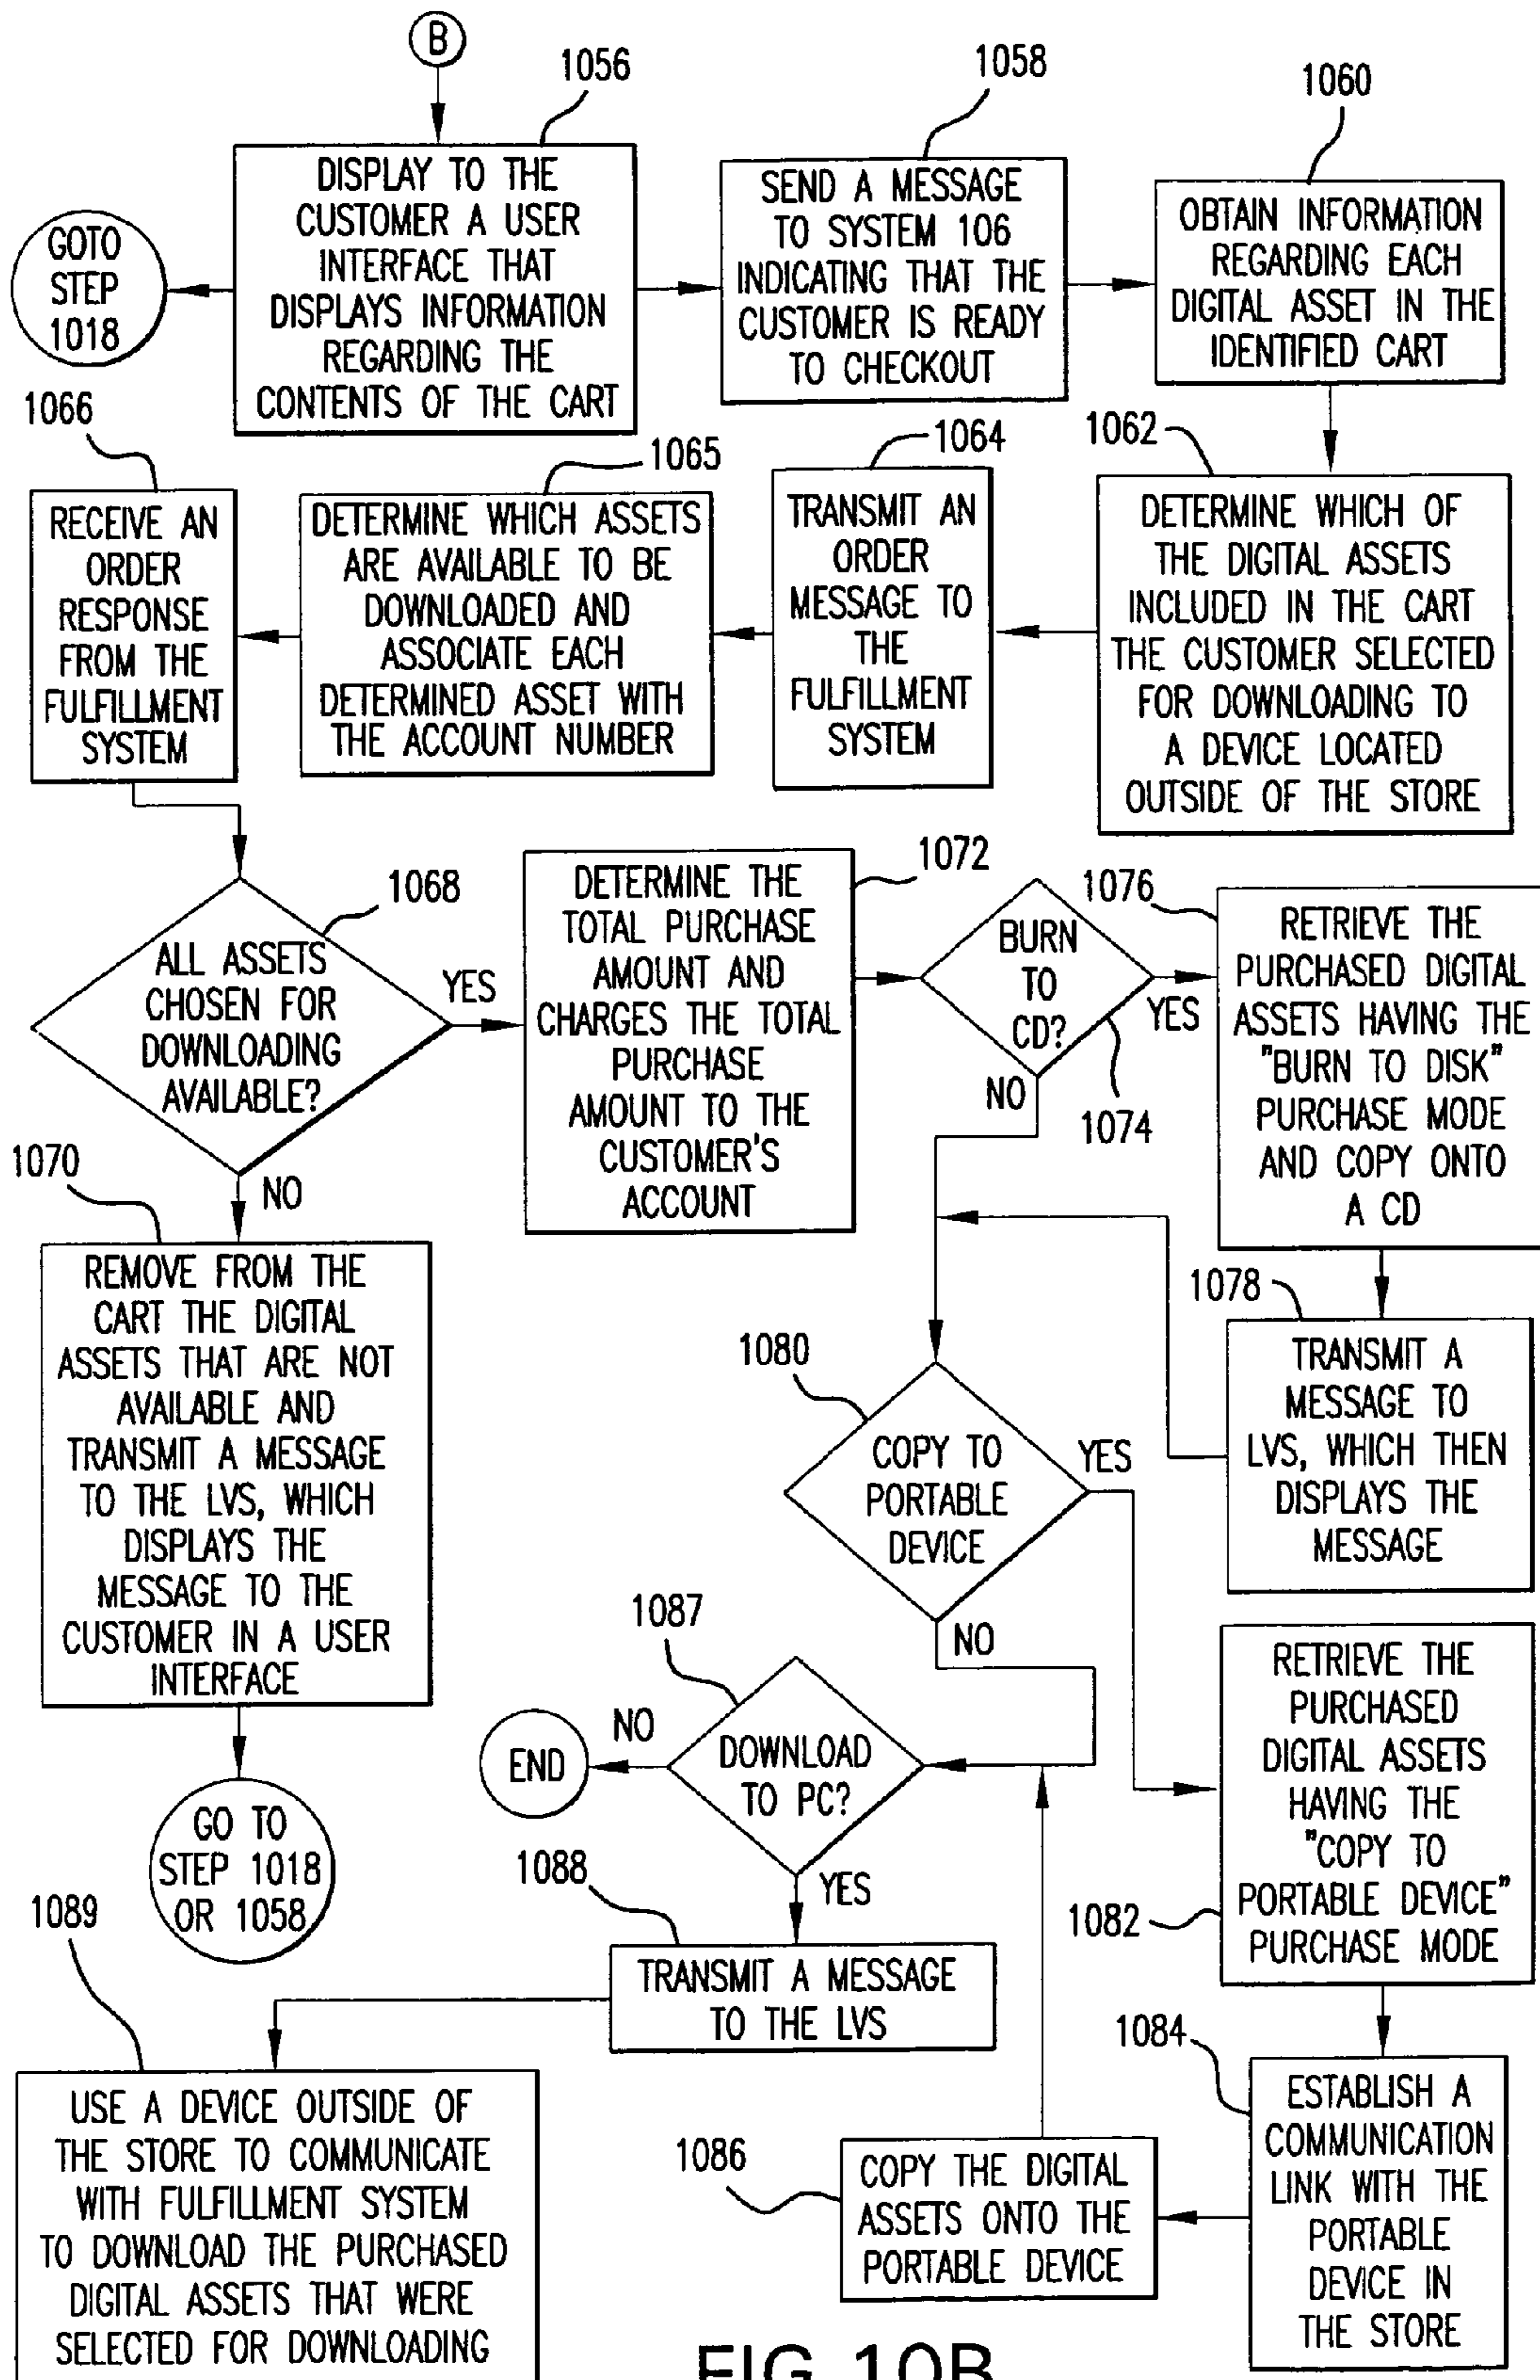 B
1056
DISPLAY TO THE
CUSTOMER A USER
INTERFACE THAT
DISPLAYS INFORMATION
REGARDING THE
CONTENTS OF THE CART
GOTO
STEP
1018
1058
SEND A MESSAGE
TO SYSTEM 106
INDICATING THAT THE
CUSTOMER IS READY
TO CHECKOUT
1060
OBTAIN INFORMATION
REGARDING EACH
DIGITAL ASSET IN THE
IDENTIFIED CART
1062
DETERMINE WHICH OF
THE DIGITAL ASSETS
INCLUDED IN THE CART
THE CUSTOMER SELECTED
FOR DOWNLOADING TO
A DEVICE LOCATED
OUTSIDE OF THE STORE
1064
TRANSMIT AN
ORDER
MESSAGE TO
THE
FULFILLMENT
SYSTEM
1065
DETERMINE WHICH ASSETS
ARE AVAILABLE TO BE
DOWNLOADED AND
ASSOCIATE EACH
DETERMINED ASSET WITH
THE ACCOUNT NUMBER
1066
RECEIVE AN
ORDER
RESPONSE
FROM THE
FULFILLMENT
SYSTEM
1068
ALL ASSETS
CHOSEN FOR
DOWNLOADING
AVAILABLE?
YES
NO
1070
REMOVE FROM THE
CART THE DIGITAL
ASSETS THAT ARE NOT
AVAILABLE AND
TRANSMIT A MESSAGE
TO THE LVS, WHICH
DISPLAYS THE
MESSAGE TO THE
CUSTOMER IN A USER
INTERFACE
GO TO
STEP 1018
OR 1058
1072
DETERMINE THE
TOTAL PURCHASE
AMOUNT AND
CHARGES THE TOTAL
PURCHASE
AMOUNT TO THE
CUSTOMER'S
ACCOUNT
BURN
TO
CD?
1074
YES
NO
1076
RETRIEVE THE
PURCHASED DIGITAL
ASSETS HAVING THE
"BURN TO DISK"
PURCHASE MODE
AND COPY ONTO
A CD
1078
TRANSMIT A
MESSAGE TO
LVS, WHICH THEN
DISPLAYS THE
MESSAGE
1080
COPY TO
PORTABLE
DEVICE
YES
NO
1082
RETRIEVE THE
PURCHASED
DIGITAL ASSETS
HAVING THE
"COPY TO
PORTABLE DEVICE"
PURCHASE MODE
1084
ESTABLISH A
COMMUNICATION
LINK WITH THE
PORTABLE
DEVICE IN
THE STORE
1086
COPY THE DIGITAL
ASSETS ONTO THE
PORTABLE DEVICE
1087
DOWNLOAD
TO PC?
NO
END
YES
1088
TRANSMIT A MESSAGE
TO THE LVS
1089
USE A DEVICE OUTSIDE OF
THE STORE TO COMMUNICATE
WITH FULFILLMENT SYSTEM
TO DOWNLOAD THE PURCHASED
DIGITAL ASSETS THAT WERE
SELECTED FOR DOWNLOADING
FIG. 10B